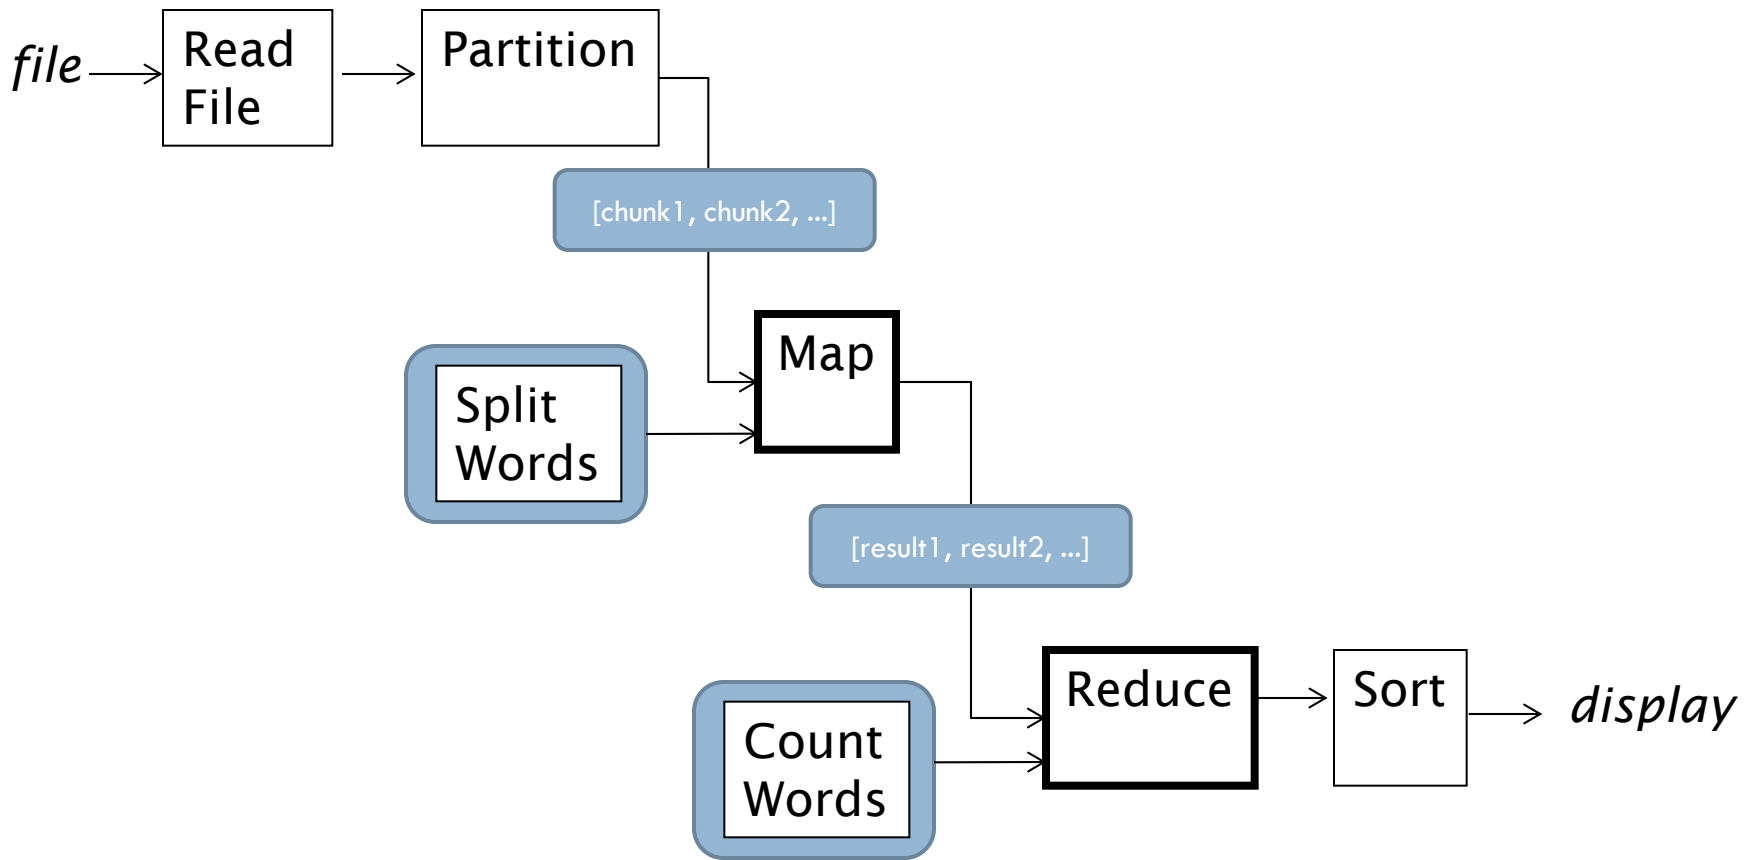 file
Read
File
Partition
[chunk1, chunk2, ...]
Map
Split
Words
[result1, result2, ...]
Reduce
Sort
display
Count
Words